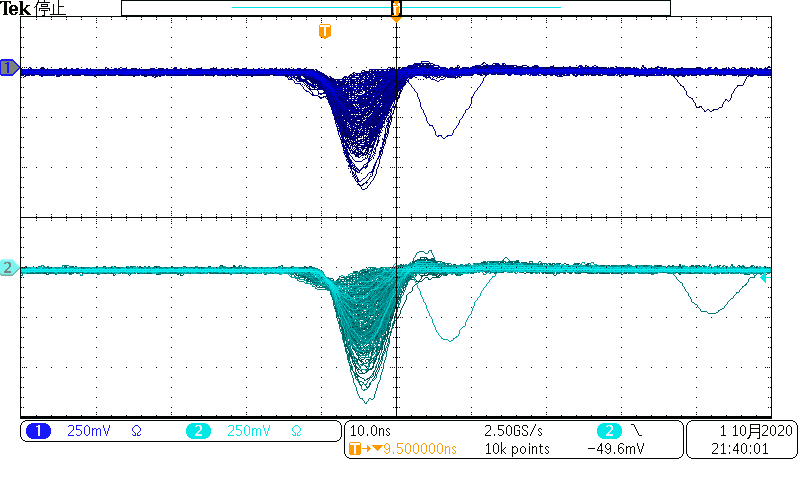 Tek 停止
T
1
2
1 250mV Ω 2 250mV Ω
10.0ns 2.50GS/s 2 ∖
T→▼9.500000ns 10k points −49.6mV
1 10月2020
21:40:01